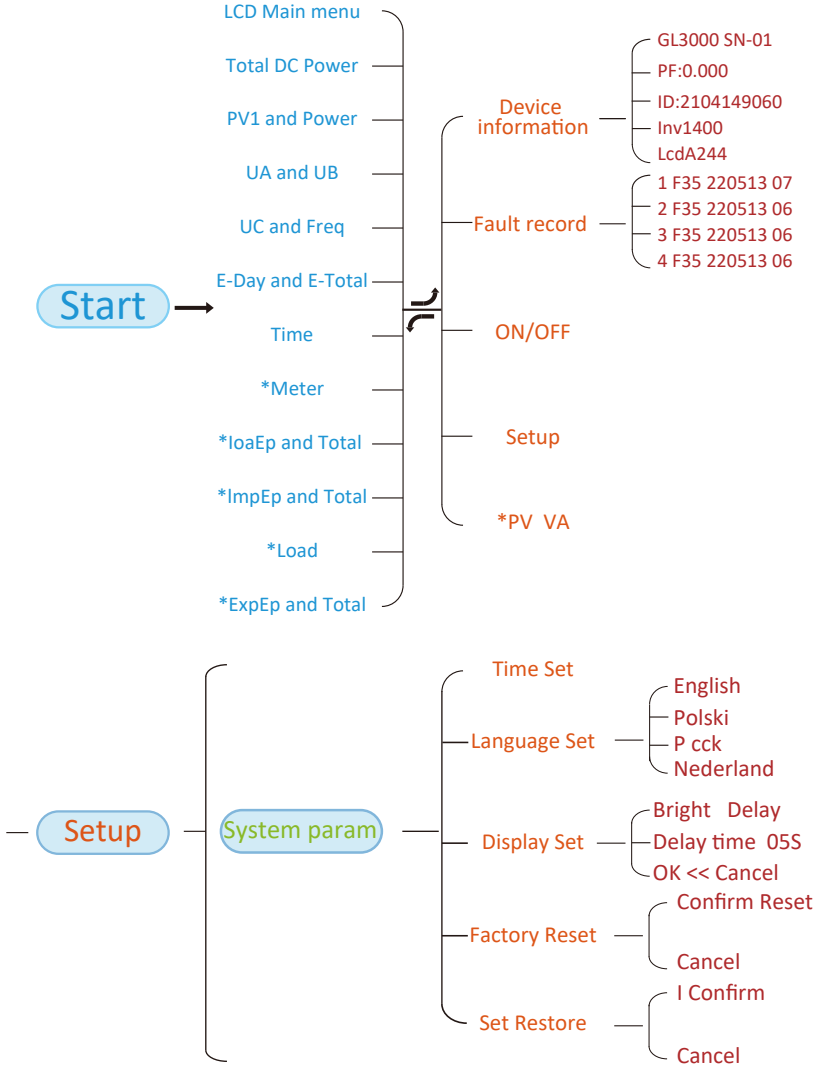 LCD Main menu
Total DC Power
PV1 and Power
UA and UB
UC and Freq
E-Day and E-Total
Start
Time
*Meter
*IoaEp and Total
*ImpEp and Total
*Load
*ExpEp and Total
Device
information
GL3000 SN-01
PF:0.000
ID:2104149060
Inv1400
LcdA244
Fault record
1 F35 220513 07
2 F35 220513 06
3 F35 220513 06
4 F35 220513 06
ON/OFF
Setup
*PV VA
Setup
System param
Time Set
Language Set
English
Polski
P cck
Nederland
Display Set
Bright Delay
Delay time 05S
OK << Cancel
Factory Reset
Confirm Reset
Cancel
Set Restore
I Confirm
Cancel